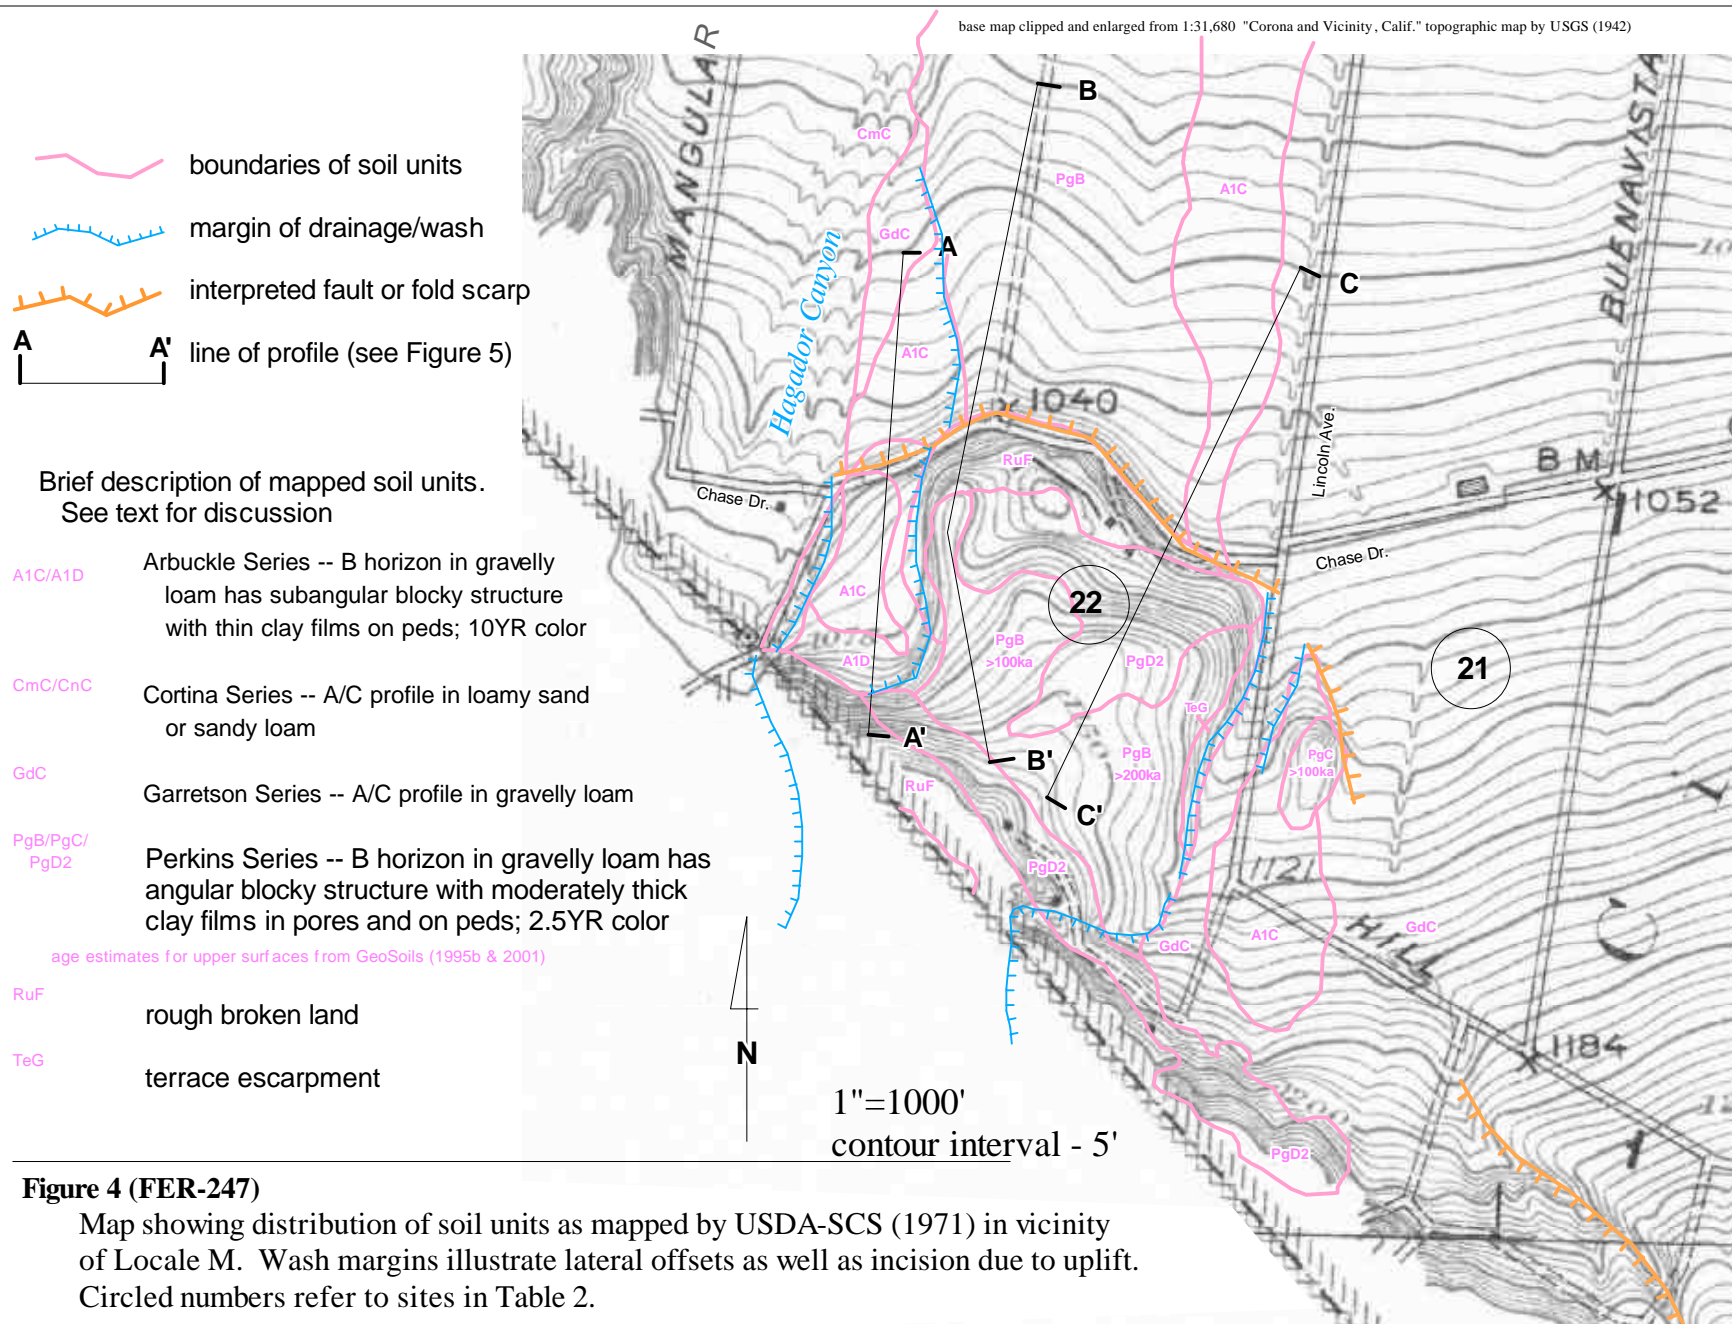 base map clipped and enlarged from 1:31,680 "Corona and Vicinity, Calif." topographic map by USGS (1942)
boundaries of soil units
margin of drainage/wash
interpreted fault or fold scarp
A A' line of profile (see Figure 5)
Brief description of mapped soil units.
See text for discussion
A1C/A1D
Arbuckle Series -- B horizon in gravelly
loam has subangular blocky structure
with thin clay films on peds; 10YR color
CmC/CnC
Cortina Series -- A/C profile in loamy sand
or sandy loam
GdC
Garretson Series -- A/C profile in gravelly loam
PgB/PgC/
PgD2
Perkins Series -- B horizon in gravelly loam has
angular blocky structure with moderately thick
clay films in pores and on peds; 2.5YR color
age estimates for upper surfaces from GeoSoils (1995b & 2001)
RuF
rough broken land
TeG
terrace escarpment
N
1"=1000'
contour interval - 5'
MANGULAR
BUENAVISTA
Hagador Canyon
CmC
B
PgB
A1C
GdC
A
C
A1C
1040
Lincoln Ave.
RuF
Chase Dr.
B M
1052
Chase Dr.
A1C
22
21
PgB
>100ka
PgD2
A1D
TeG
A'
B'
PgB
>200ka
PgC
>100ka
RuF
C'
PgD2
1121
HILL
GdC
A1C
GdC
1184
1200
PgD2
Figure 4 (FER-247)
Map showing distribution of soil units as mapped by USDA-SCS (1971) in vicinity
of Locale M. Wash margins illustrate lateral offsets as well as incision due to uplift.
Circled numbers refer to sites in Table 2.